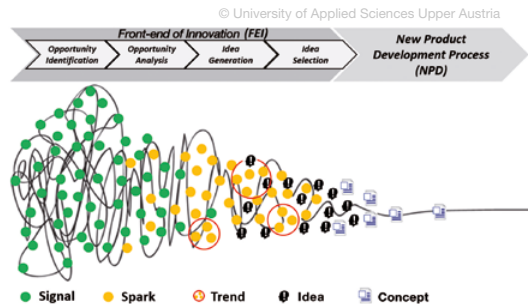 © University of Applied Sciences Upper Austria
Front-end of Innovation (FEI)
Opportunity
Identification
Opportunity
Analysis
Idea
Generation
Idea
Selection
New Product
Development Process
(NPD)
Signal
Spark
Trend
Idea
Concept